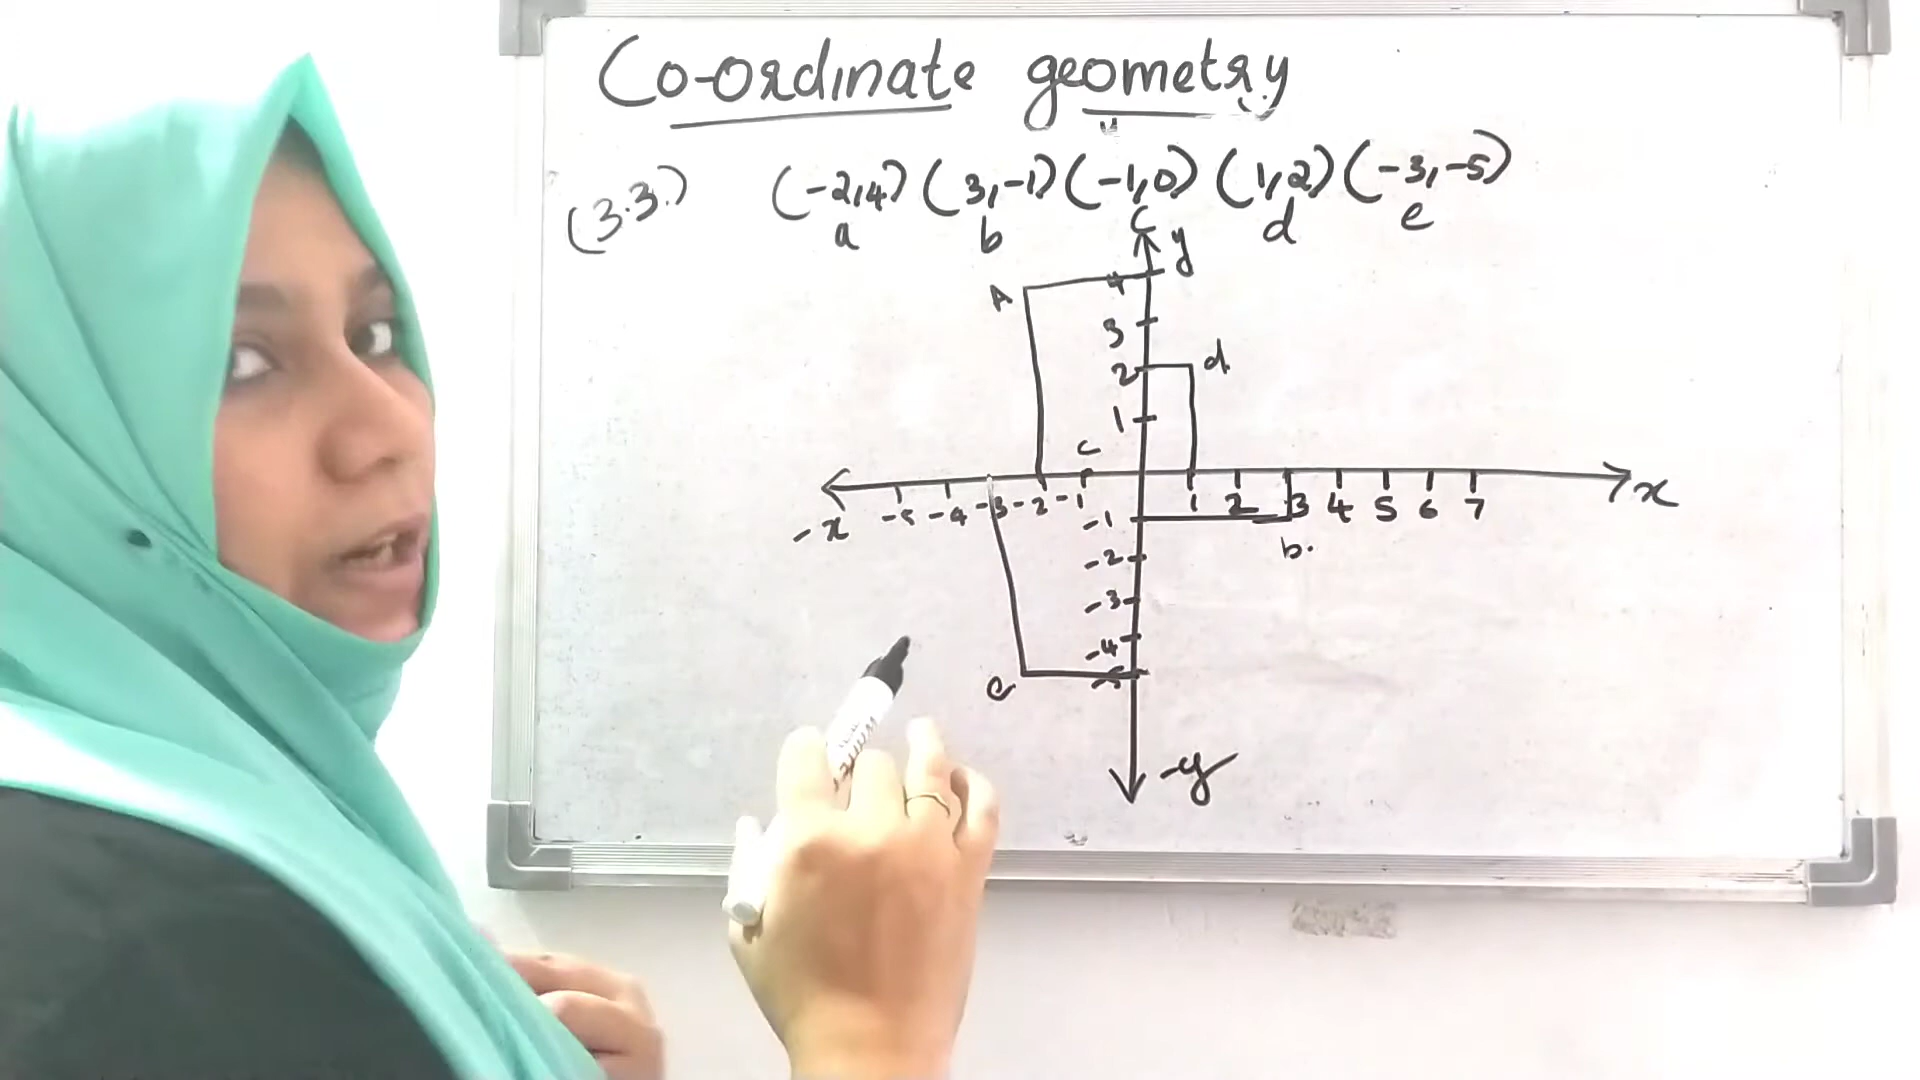 Co-ordinate geometry
(3.3.) (-2,4) (3,-1) (-1,0) (1,2) (-3,-5)
a b c d e
y
A 4
3
2 d
1
c
-x -5 -4 -3 -2 -1 1 2 3 4 5 6 7 x
-1
b.
-2
-3
-4
e -5
-y